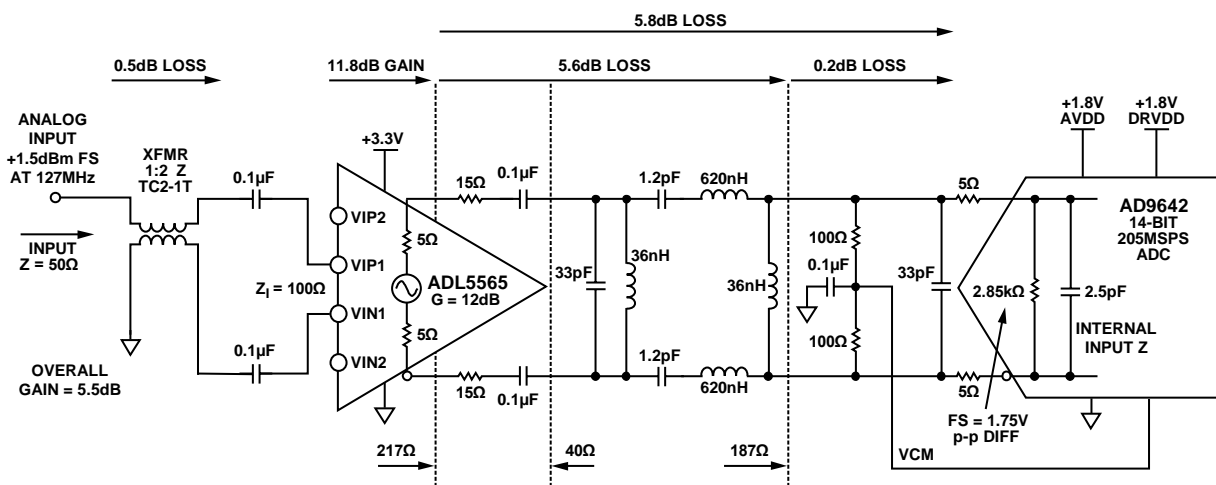 5.8dB LOSS
0.5dB LOSS
11.8dB GAIN
5.6dB LOSS
0.2dB LOSS
ANALOG
INPUT
+1.5dBm FS
AT 127MHz
XFMR
1:2 Z
TC2-1T
0.1µF
+3.3V
15Ω
0.1µF
1.2pF
620nH
5Ω
+1.8V
AVDD
+1.8V
DRVDD
INPUT
Z = 50Ω
VIP2
VIP1
VIN1
VIN2
Z_I = 100Ω
5Ω
ADL5565
G = 12dB
5Ω
33pF
36nH
36nH
100Ω
0.1µF
100Ω
33pF
AD9642
14-BIT
205MSPS
ADC
2.85kΩ
2.5pF
INTERNAL
INPUT Z
0.1µF
OVERALL
GAIN = 5.5dB
15Ω
0.1µF
1.2pF
620nH
5Ω
FS = 1.75V
p-p DIFF
217Ω
40Ω
187Ω
VCM